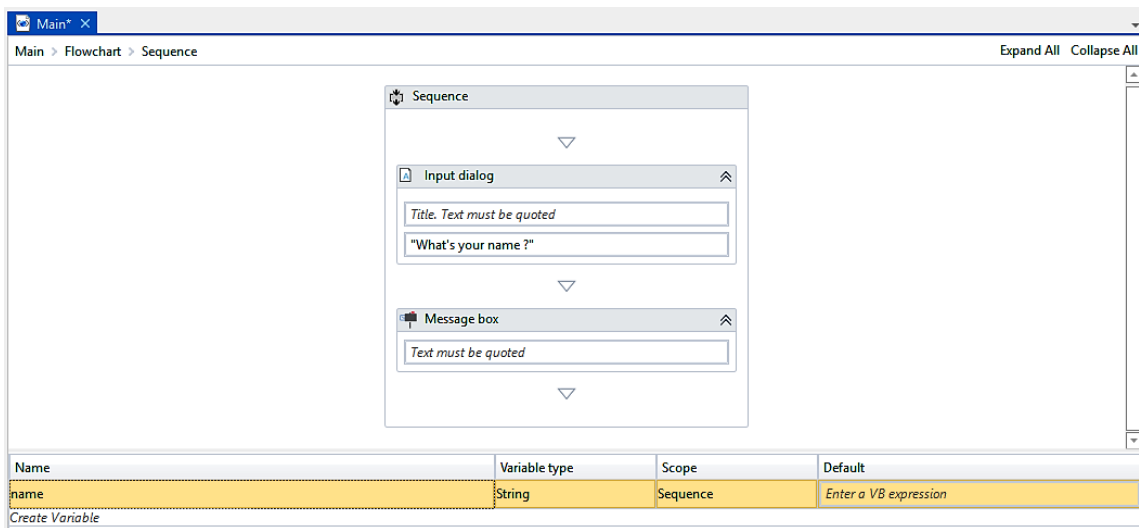 Main*
Main > Flowchart > Sequence Expand All Collapse All
Sequence
Input dialog
Title. Text must be quoted
"What's your name ?"
Message box
Text must be quoted
Name Variable type Scope Default
name String Sequence Enter a VB expression
Create Variable